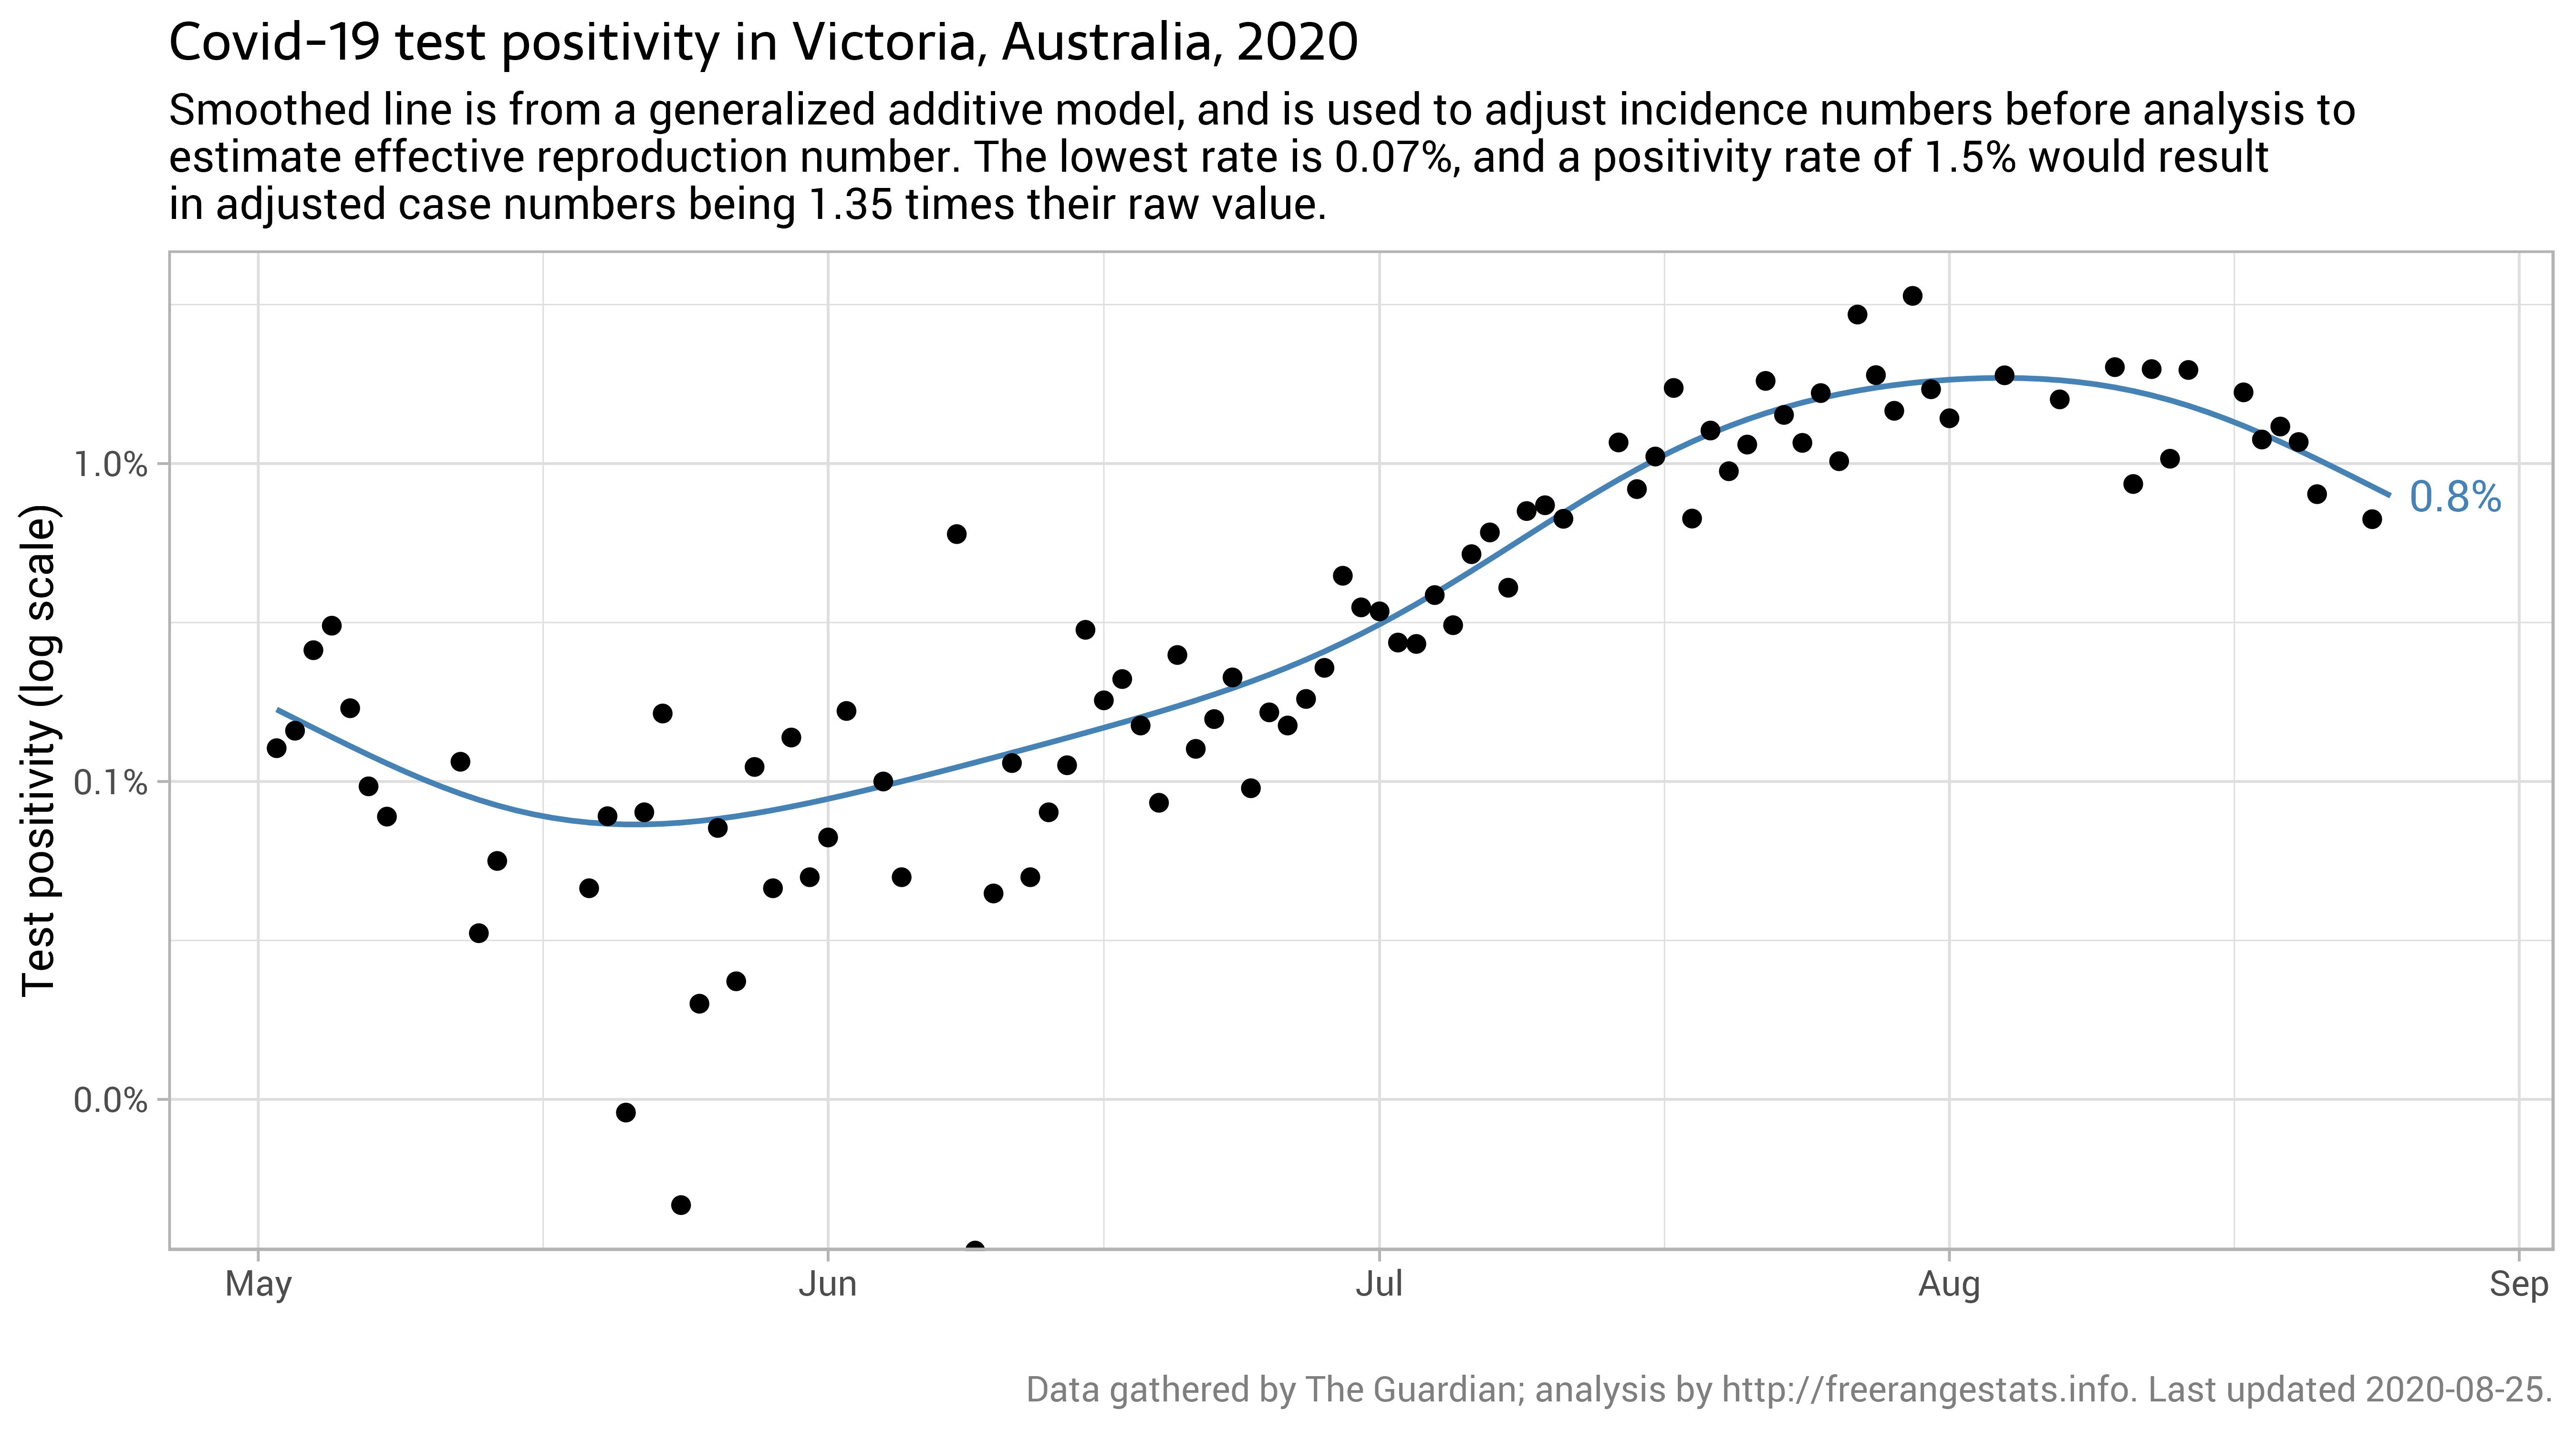 Covid-19 test positivity in Victoria, Australia, 2020
Smoothed line is from a generalized additive model, and is used to adjust incidence numbers before analysis to
estimate effective reproduction number. The lowest rate is 0.07%, and a positivity rate of 1.5% would result
in adjusted case numbers being 1.35 times their raw value.
Test positivity (log scale)
1.0%
0.1%
0.0%
0.8%
May
Jun
Jul
Aug
Sep
Data gathered by The Guardian; analysis by http://freerangestats.info. Last updated 2020-08-25.